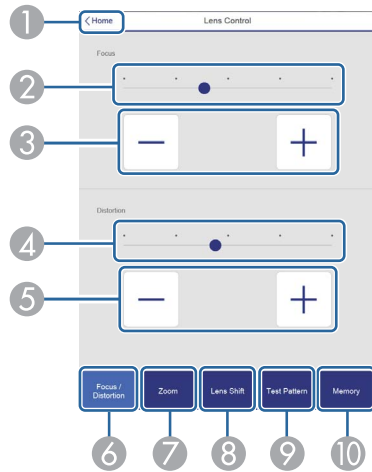 1
< Home
Lens Control
Focus
2
3
Distortion
4
5
Focus /
Distortion
Zoom
Lens Shift
Test Pattern
Memory
6
7
8
9
10